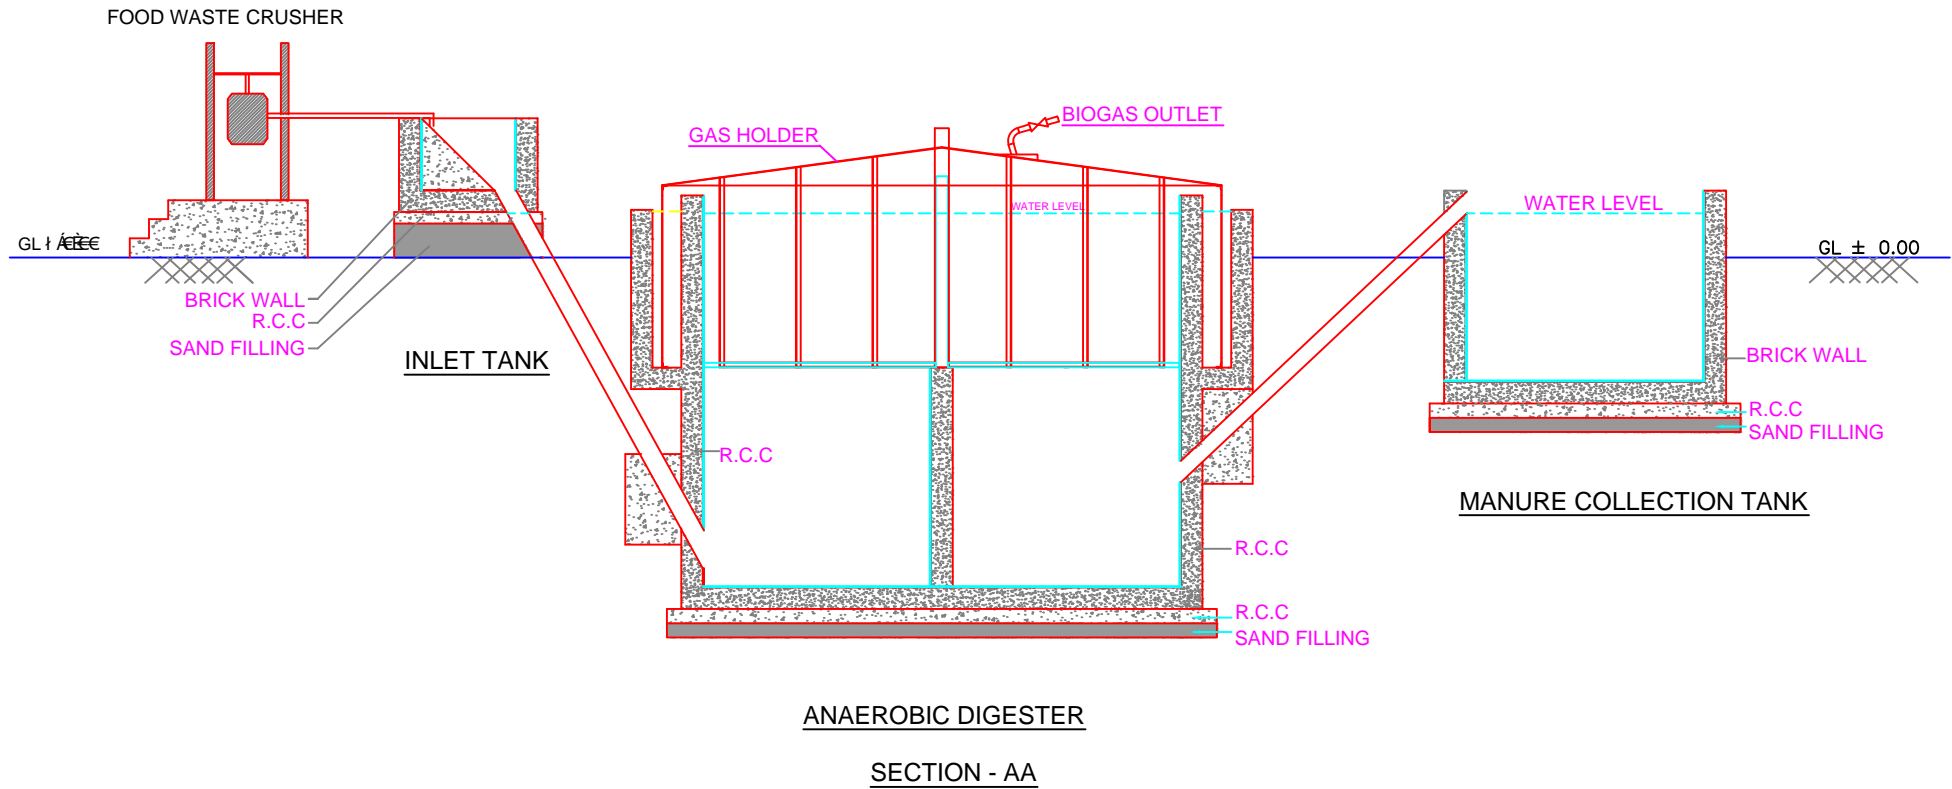 FOOD WASTE CRUSHER
GAS HOLDER
BIOGAS OUTLET
WATER LEVEL
WATER LEVEL
GL
GL ± 0.00
BRICK WALL
R.C.C
SAND FILLING
INLET TANK
BRICK WALL
R.C.C
SAND FILLING
R.C.C
MANURE COLLECTION TANK
R.C.C
R.C.C
SAND FILLING
ANAEROBIC DIGESTER
SECTION - AA